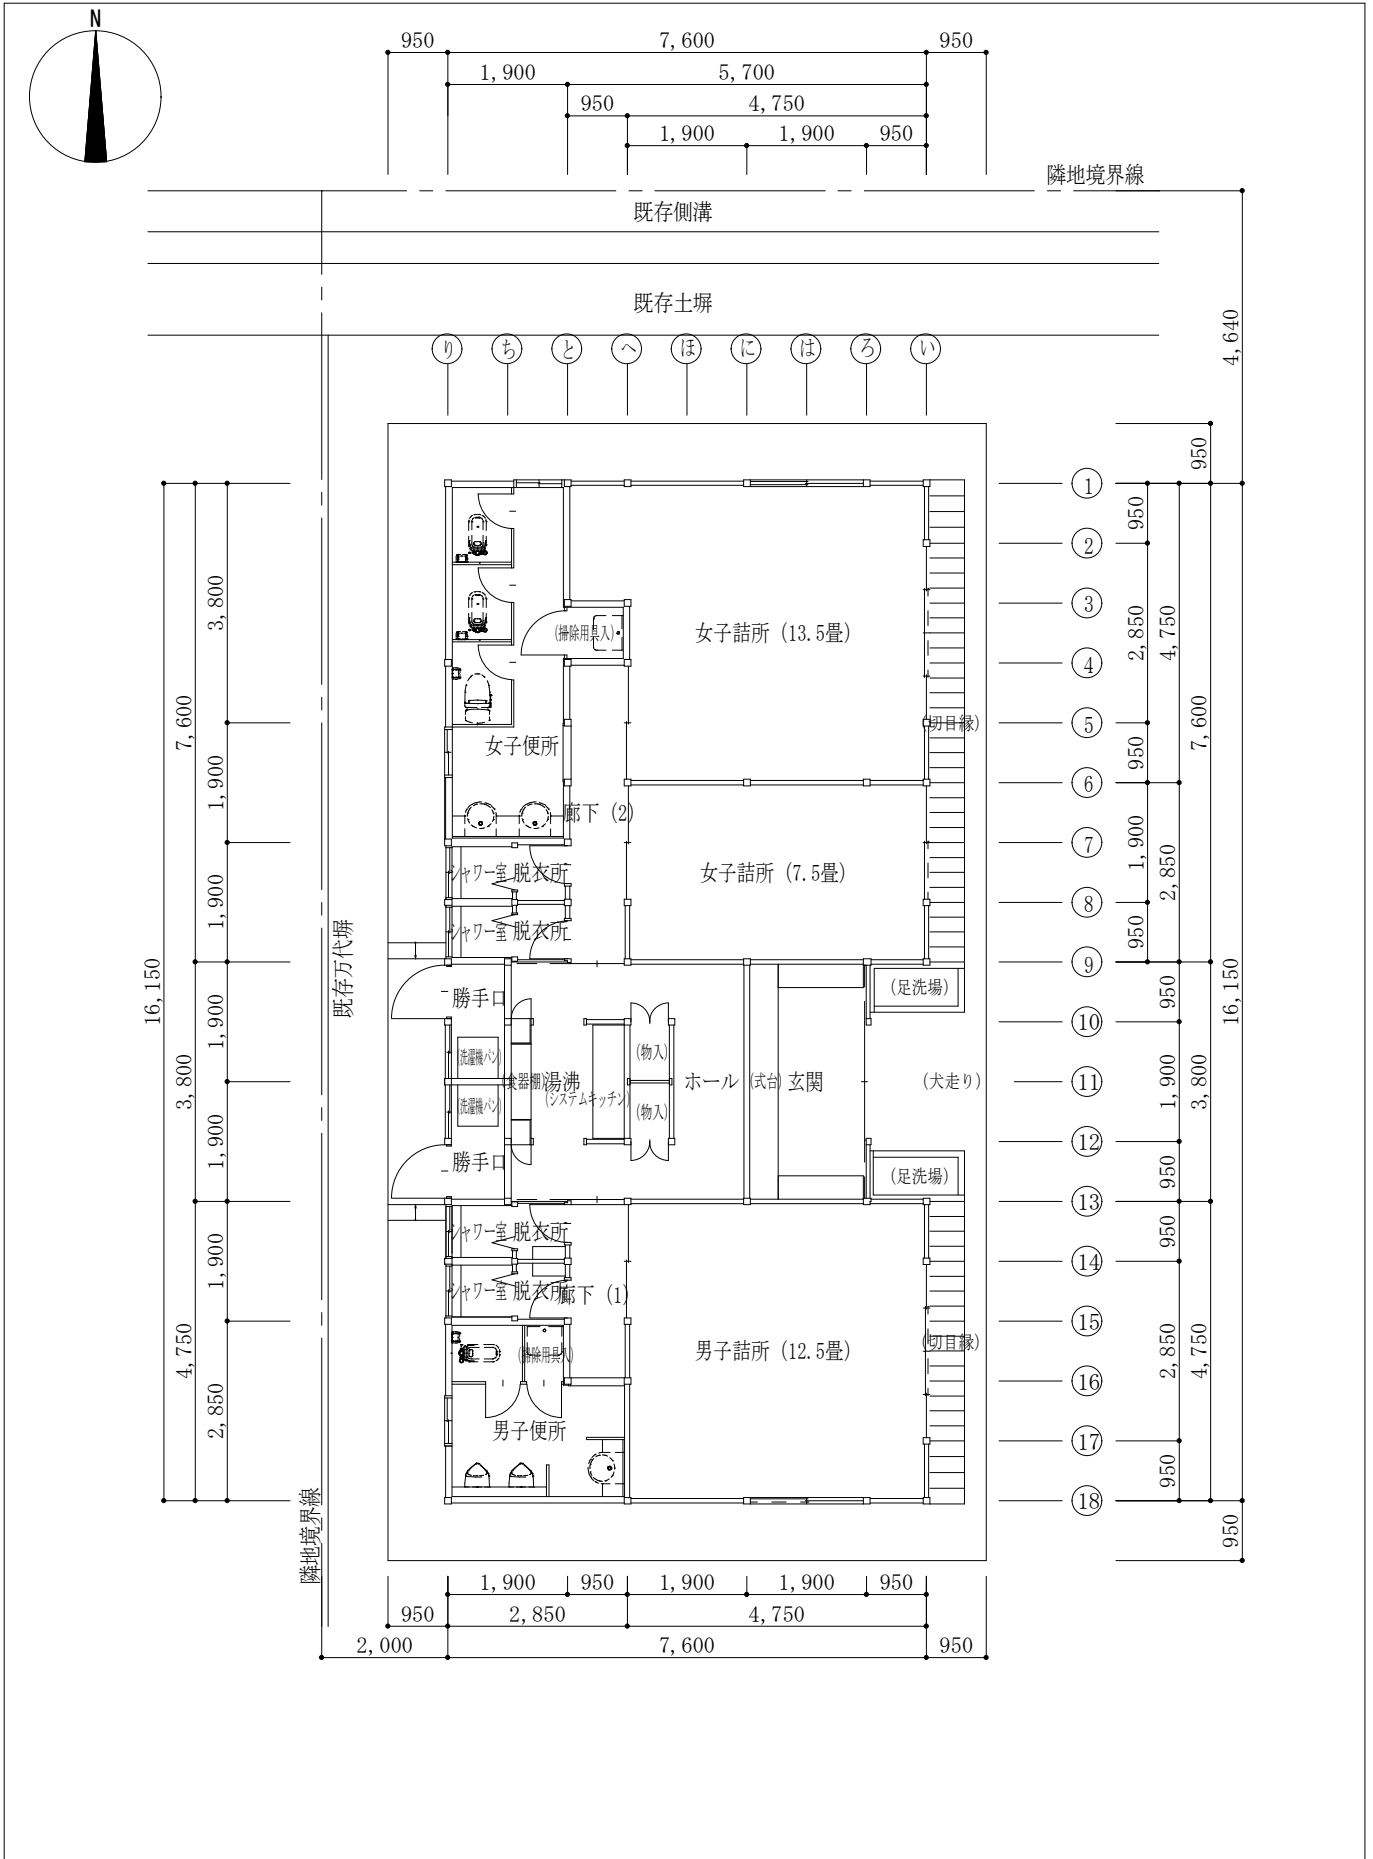 N
950 7,600 950
1,900 5,700
950 4,750
1,900 1,900 950
隣地境界線
既存側溝
既存土塀
4,640
り ち と へ ほ に は ろ い
950
1
2
3
4
5
6
7
8
9
10
11
12
13
14
15
16
17
18
950
2,850
950
1,900
950
4,750
2,850
7,600
950
1,900
950
3,800
950
2,850
950
4,750
16,150
950
16,150
7,600
3,800
4,750
3,800
1,900
1,900
1,900
1,900
1,900
2,850
既存万代塀
隣地境界線
(掃除用具入)
女子詰所 (13.5畳)
(切目縁)
女子便所
廊下 (2)
シャワー室 脱衣所
女子詰所 (7.5畳)
シャワー室 脱衣所
勝手口
(足洗場)
(洗濯機パン)
(食器棚)
湯沸
(システムキッチン)
(物入)
ホール
(式台)
玄関
(犬走り)
(洗濯機パン)
(物入)
勝手口
(足洗場)
シャワー室 脱衣所
シャワー室 脱衣所
廊下 (1)
男子詰所 (12.5畳)
(切目縁)
(掃除用具入)
男子便所
1,900 950 1,900 1,900 950
950 2,850 4,750
2,000 7,600 950